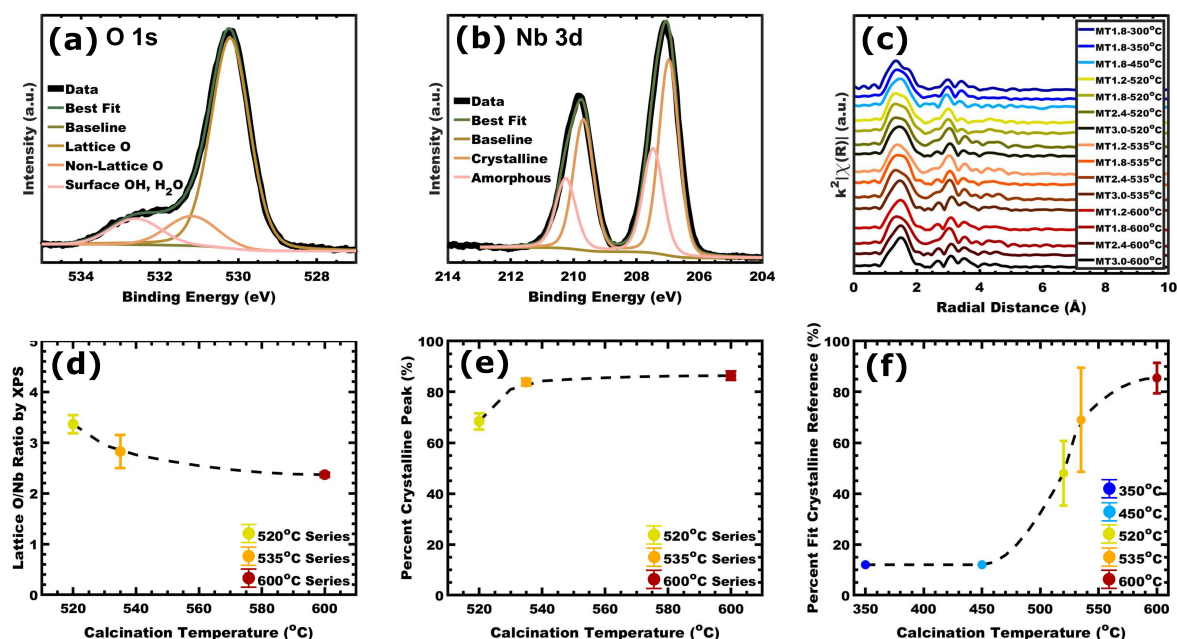 (a) O 1s
Data
Best Fit
Baseline
Lattice O
Non-Lattice O
Surface OH, H2O
Intensity (a.u.)
534 532 530 528
Binding Energy (eV)
(b) Nb 3d
Data
Best Fit
Baseline
Crystalline
Amorphous
Intensity (a.u.)
214 212 210 208 206 204
Binding Energy (eV)
(c)
MT1.8-300°C
MT1.8-350°C
MT1.8-450°C
MT1.2-520°C
MT1.8-520°C
MT2.4-520°C
MT3.0-520°C
MT1.2-535°C
MT1.8-535°C
MT2.4-535°C
MT3.0-535°C
MT1.2-600°C
MT1.8-600°C
MT2.4-600°C
MT3.0-600°C
k²|χ(R)| (a.u.)
0 2 4 6 8 10
Radial Distance (Å)
(d)
Lattice O/Nb Ratio by XPS
5
4
3
2
1
0
520°C Series
535°C Series
600°C Series
520 540 560 580 600
Calcination Temperature (°C)
(e)
Percent Crystalline Peak (%)
100
80
60
40
20
0
520°C Series
535°C Series
600°C Series
520 540 560 580 600
Calcination Temperature (°C)
(f)
Percent Fit Crystalline Reference (%)
100
80
60
40
20
0
350°C
450°C
520°C
535°C
600°C
350 400 450 500 550 600
Calcination Temperature (°C)